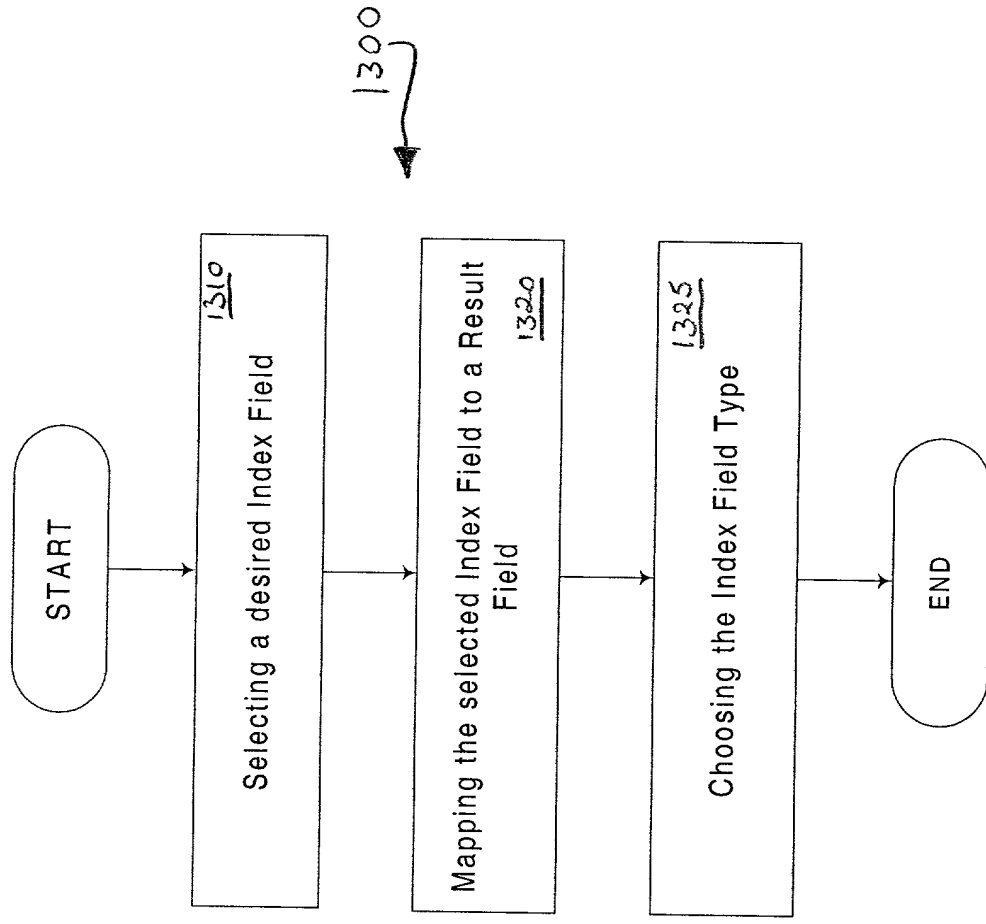 START
1300
Selecting a desired Index Field
1310
Mapping the selected Index Field to a Result
Field
1320
Choosing the Index Field Type
1325
END